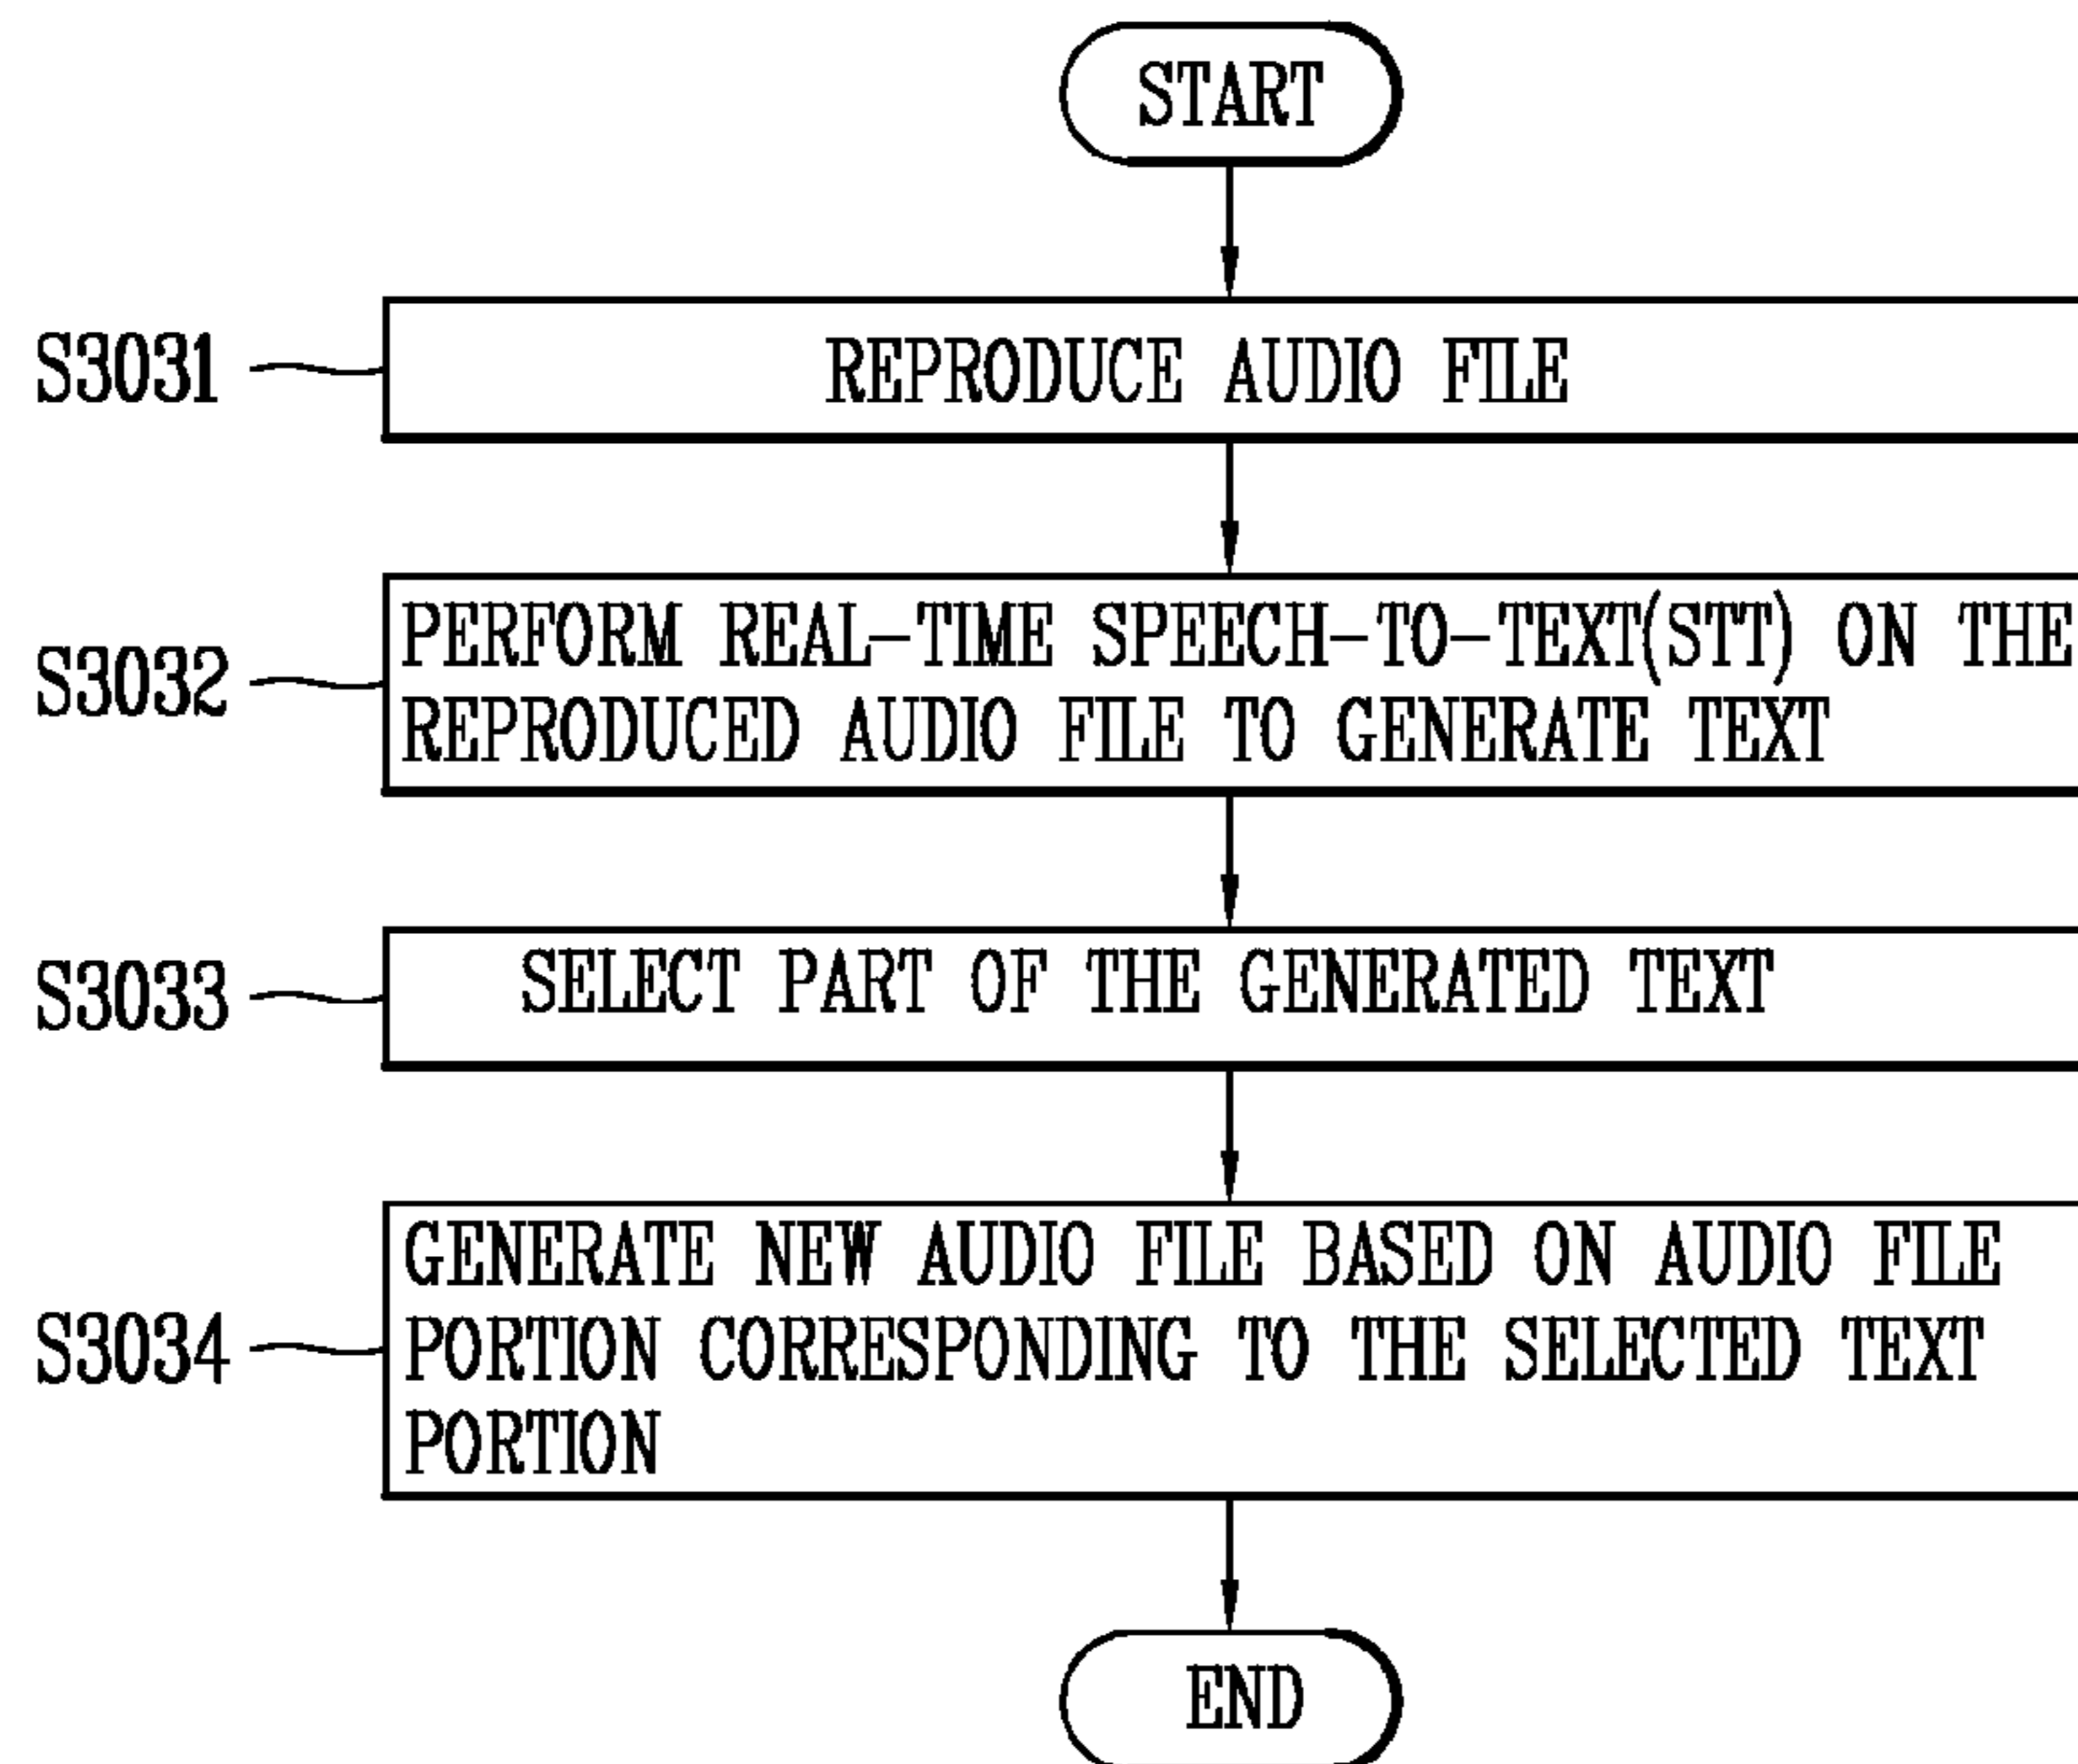 START
S3031
REPRODUCE AUDIO FILE
S3032
PERFORM REAL-TIME SPEECH-TO-TEXT(STT) ON THE
REPRODUCED AUDIO FILE TO GENERATE TEXT
S3033
SELECT PART OF THE GENERATED TEXT
S3034
GENERATE NEW AUDIO FILE BASED ON AUDIO FILE
PORTION CORRESPONDING TO THE SELECTED TEXT
PORTION
END